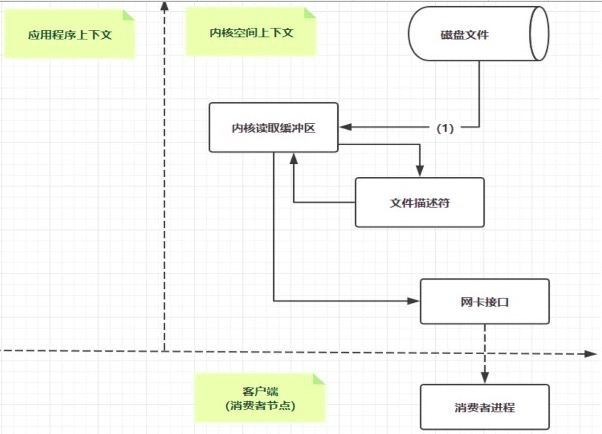 应用程序上下文
内核空间上下文
磁盘文件
(1)
内核读取缓冲区
文件描述符
网卡接口
客户端
(消费者节点)
消费者进程